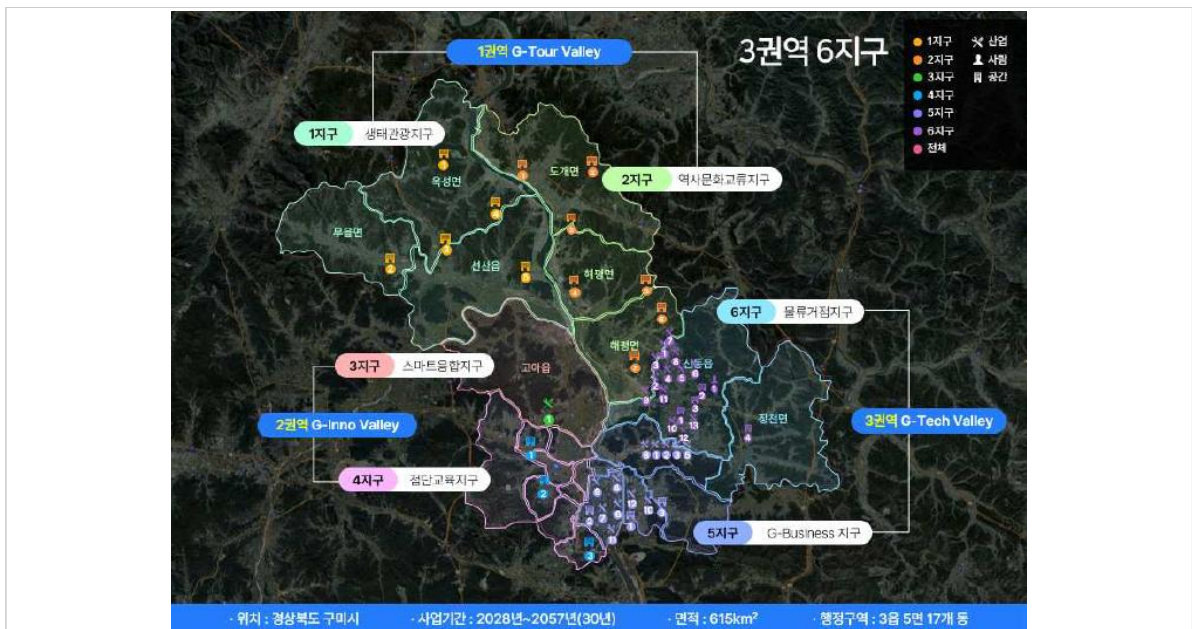 1권역 G-Tour Valley
3권역 6지구
1지구
2지구
3지구
4지구
5지구
6지구
전체
산업
사람
공간
1지구 생태관광지구
2지구 역사문화교류지구
옥성면
도개면
무을면
선산읍
해평면
해평면
산동읍
장천면
고아읍
6지구 물류거점지구
3지구 스마트융합지구
2권역 G-Inno Valley
3권역 G-Tech Valley
4지구 첨단교육지구
5지구 G-Business 지구
· 위치 : 경상북도 구미시 · 사업기간 : 2028년~2057년(30년) · 면적 : 615km² · 행정구역 : 3읍 5면 17개 동